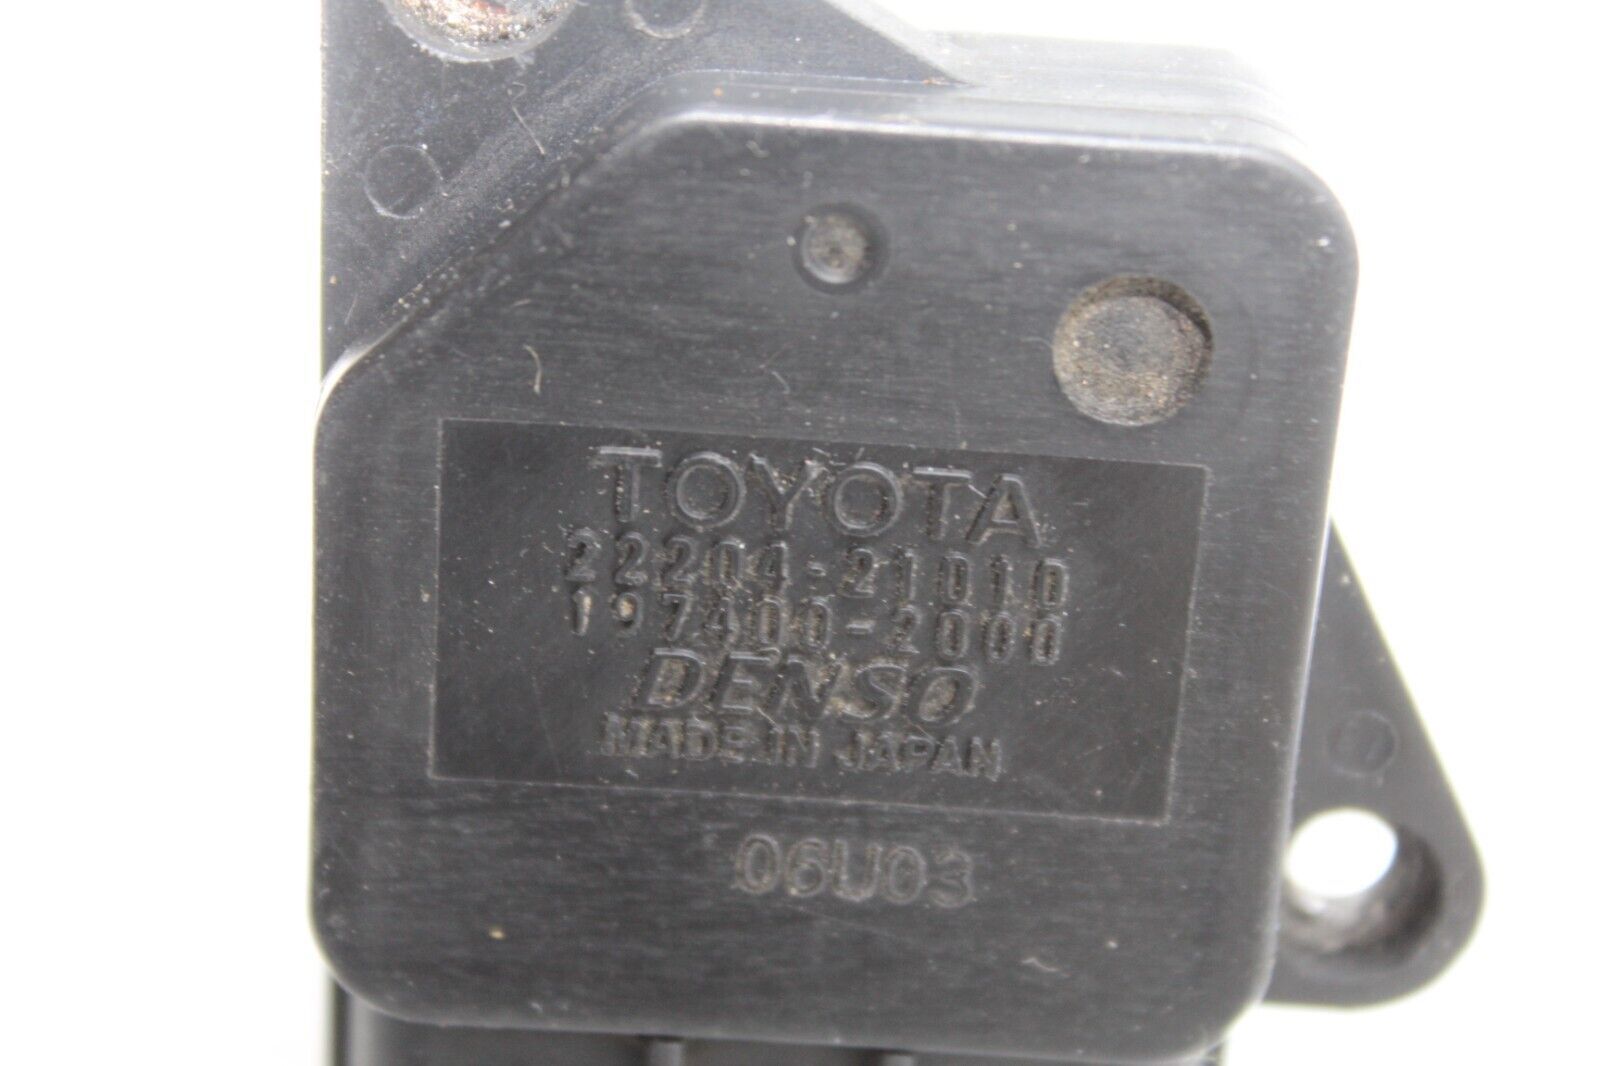 TOYOTA
22204-21010
197400-2000
DENSO
MADE IN JAPAN
06U03